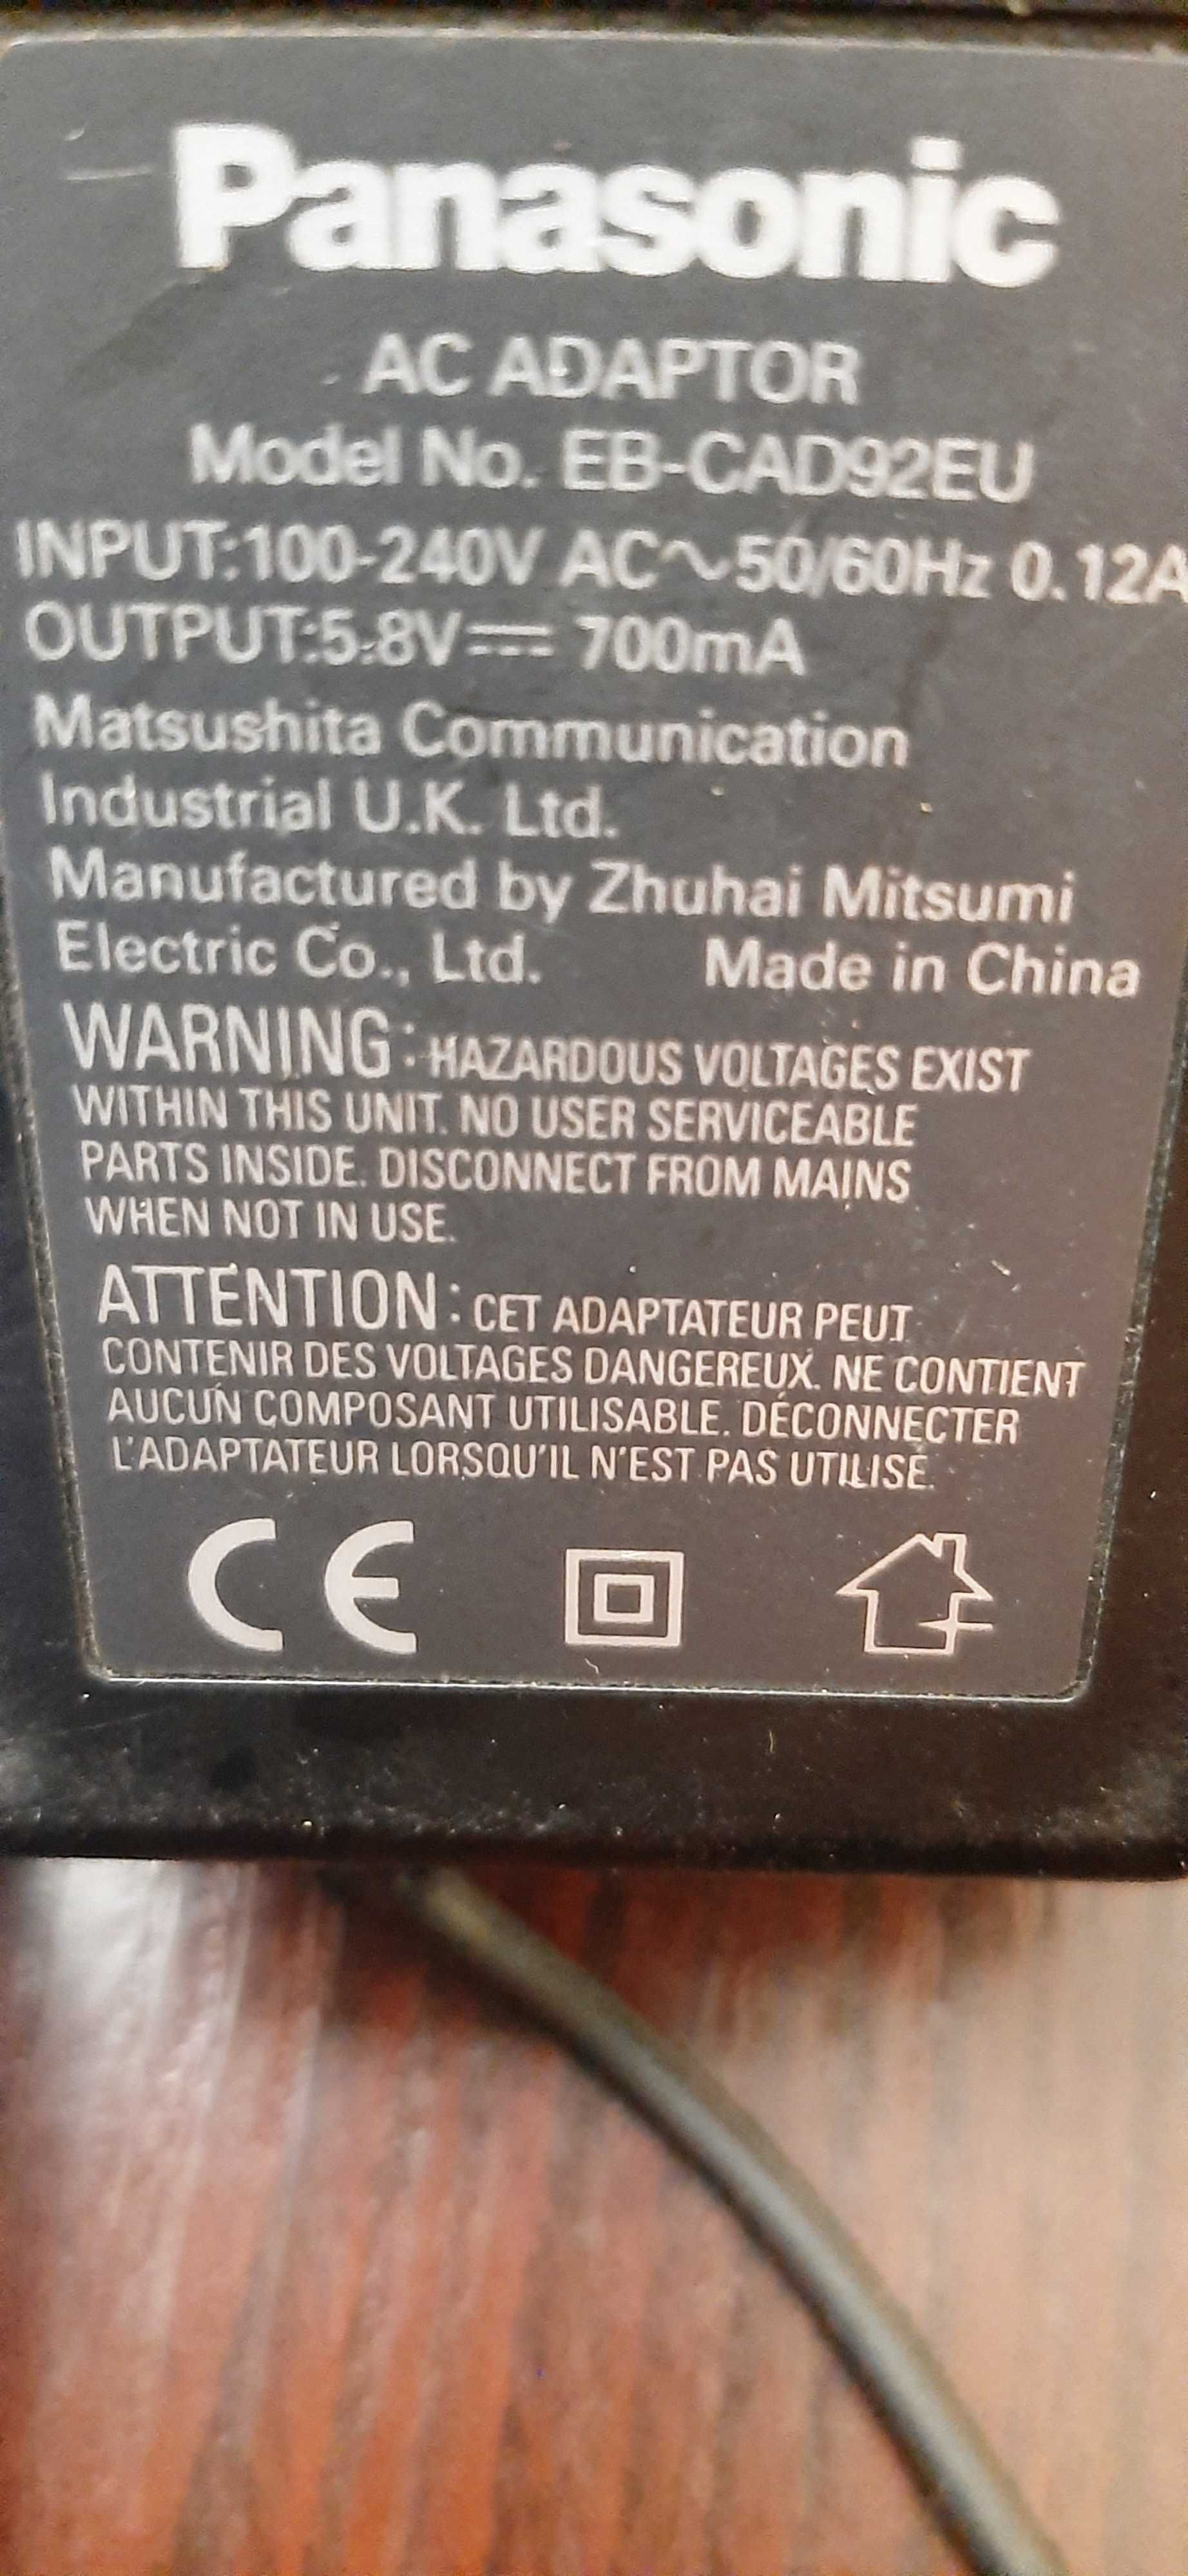 Panasonic
AC ADAPTOR
Model No. EB-CAD92EU
INPUT:100-240V AC~50/60Hz 0.12A
OUTPUT:5.8V⎓ 700mA
Matsushita Communication
Industrial U.K. Ltd.
Manufactured by Zhuhai Mitsumi
Electric Co., Ltd. Made in China
WARNING: HAZARDOUS VOLTAGES EXIST
WITHIN THIS UNIT. NO USER SERVICEABLE
PARTS INSIDE. DISCONNECT FROM MAINS
WHEN NOT IN USE.
ATTENTION: CET ADAPTATEUR PEUT
CONTENIR DES VOLTAGES DANGEREUX. NE CONTIENT
AUCUN COMPOSANT UTILISABLE. DÉCONNECTER
L'ADAPTATEUR LORSQU'IL N'EST PAS UTILISE.
CE